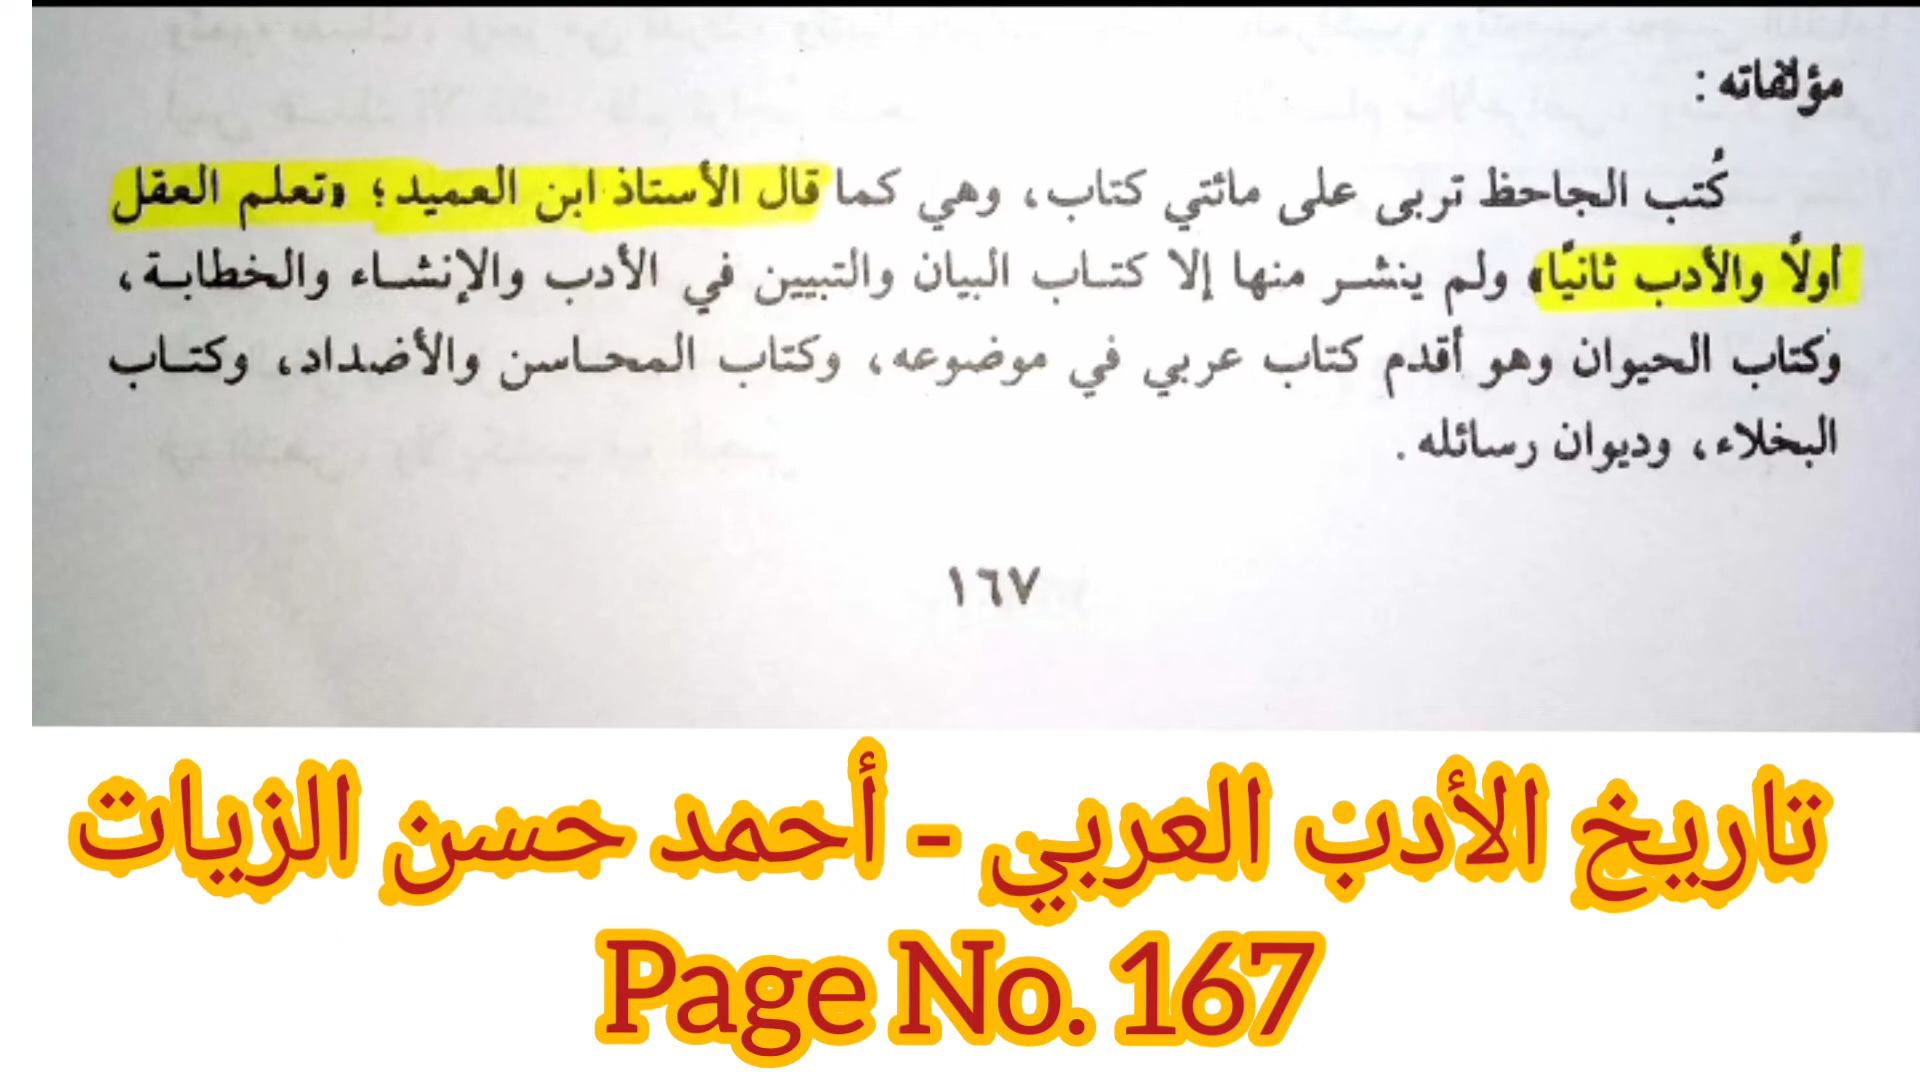 مؤلفاته :
كُتب الجاحظ تربى على مائتي كتاب، وهي كما قال الأستاذ ابن العميد؛ «تعلم العقل
أولاً والأدب ثانيًا» ولم ينشر منها إلا كتاب البيان والتبيين في الأدب والإنشاء والخطابة،
وكتاب الحيوان وهو أقدم كتاب عربي في موضوعه، وكتاب المحاسن والأضداد، وكتاب
البخلاء، وديوان رسائله .
١٦٧
تاريخ الأدب العربي - أحمد حسن الزيات
Page No. 167